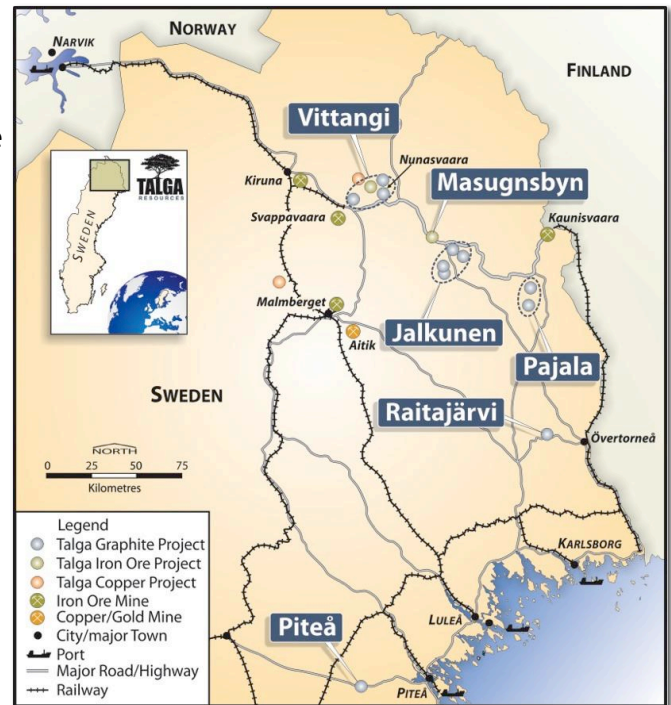 e
NARVIK
NORWAY
FINLAND
Vittangi
Nunasvaara
Kiruna
Masugnsbyn
TALGA
RESOURCES
SWEDEN
Svappavaara
Kaunisvaara
Malmberget
Jalkunen
Aitik
Pajala
SWEDEN
Raitajärvi
Övertorneå
NORTH
0 25 50 75
Kilometres
Legend
Talga Graphite Project
Talga Iron Ore Project
Talga Copper Project
Iron Ore Mine
Copper/Gold Mine
City/major Town
Port
Major Road/Highway
Railway
KARLSBORG
LULEÅ
Piteå
PITEÅ